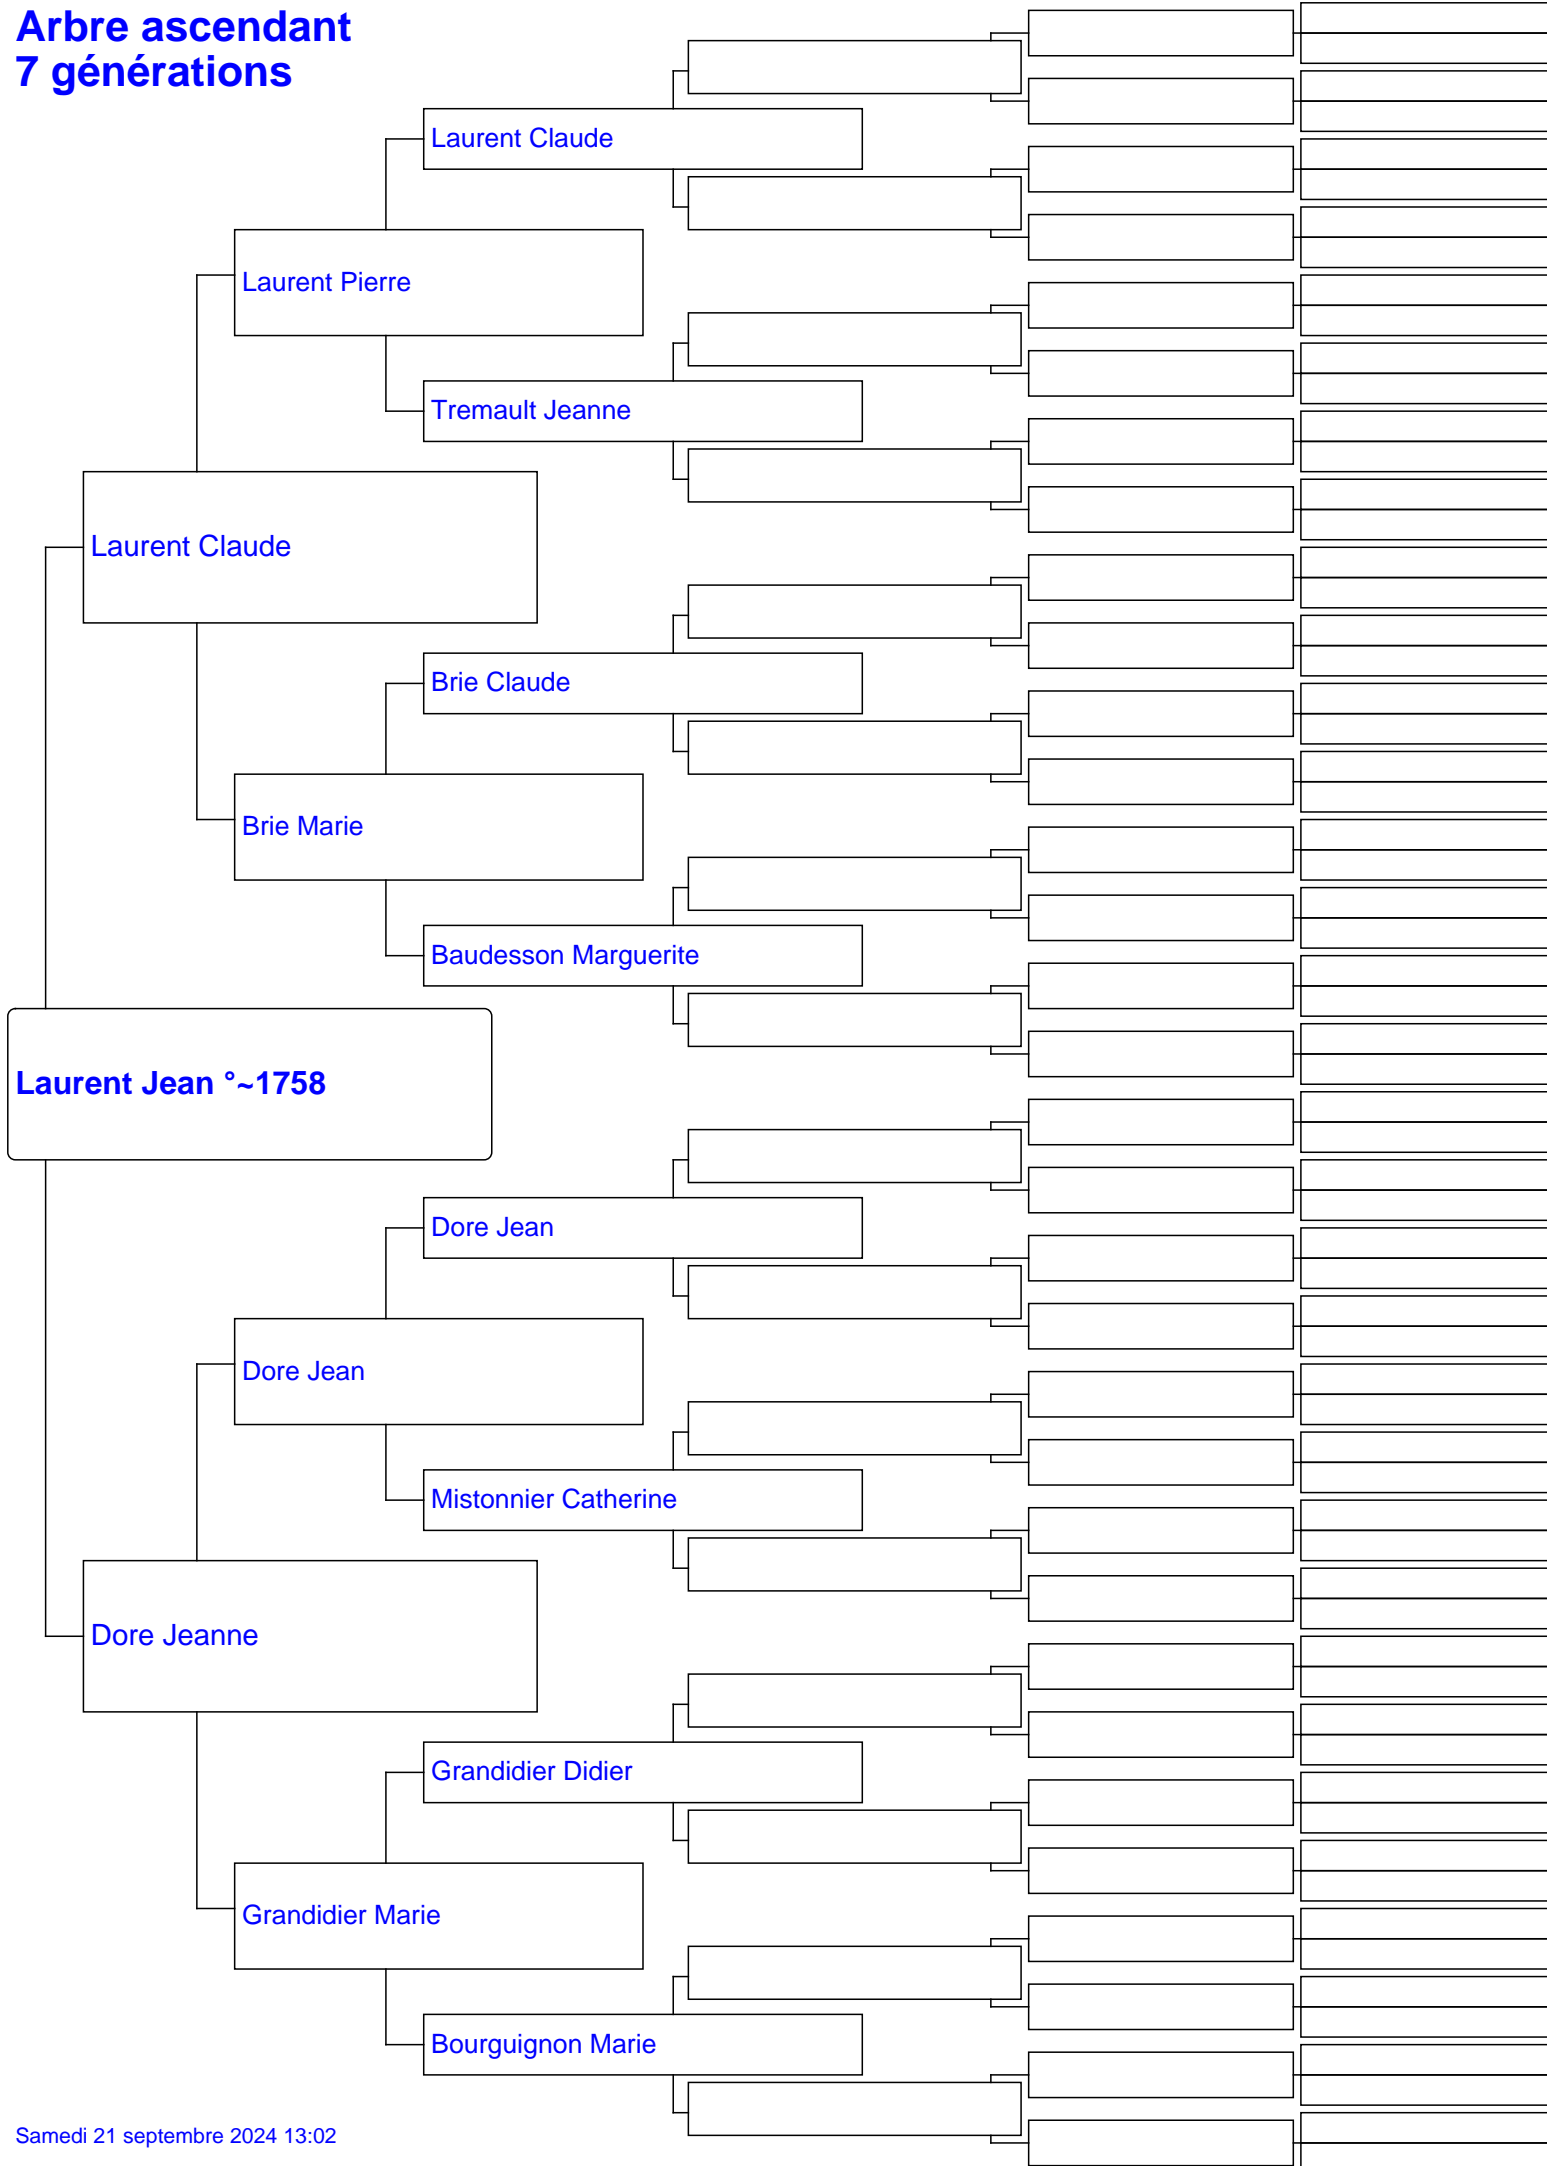 Arbre ascendant
7 générations
Laurent Claude
Laurent Pierre
Tremault Jeanne
Laurent Claude
Brie Claude
Brie Marie
Baudesson Marguerite
Laurent Jean °~1758
Dore Jean
Dore Jean
Mistonnier Catherine
Dore Jeanne
Grandidier Didier
Grandidier Marie
Bourguignon Marie
Samedi 21 septembre 2024 13:02